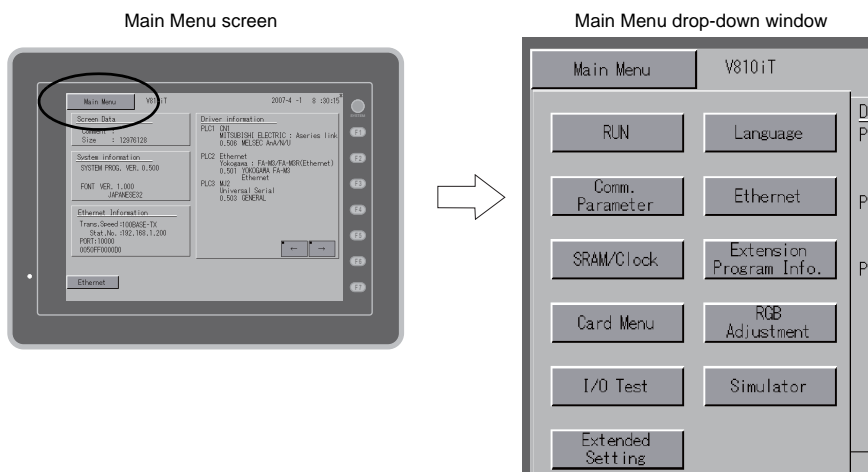 Main Menu screen
Main Menu V810iT 2007-4 -1 8 :30:15
Screen Data
Comment :
Size : 12976128
System information
SYSTEM PROG. VER. 0.500
FONT VER. 1.000
JAPANESE32
Ethernet Information
Trans.Speed:100BASE-TX
Stat.No.:192.168.1.200
PORT:10000
0050FF0000D0
Ethernet
Driver information
PLC1 CN1
MITSUBISHI ELECTRIC : Aseries link
0.506 MELSEC AnA/N/U
PLC2 Ethernet
Yokogawa : FA-M3/FA-M3R(Ethernet)
0.501 YOKOGAWA FA-M3
Ethernet
PLC3 MJ2
Universal Serial
0.503 GENERAL
← →
SYSTEM
F1
F2
F3
F4
F5
F6
F7
Main Menu drop-down window
Main Menu V810iT
RUN Language
Comm.
Parameter
Ethernet
SRAM/Clock
Extension
Program Info.
Card Menu
RGB
Adjustment
I/O Test Simulator
Extended
Setting
D
P
P
P